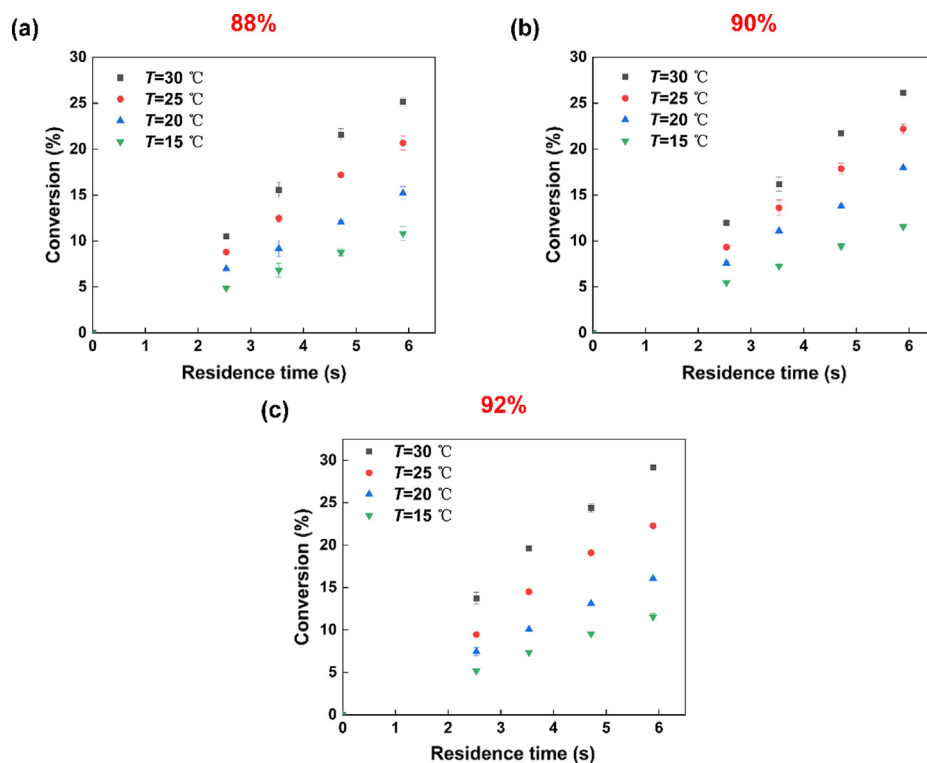 (a)
88%
T=30 ℃
T=25 ℃
T=20 ℃
T=15 ℃
Conversion (%)
30
25
20
15
10
5
0
0 1 2 3 4 5 6
Residence time (s)
(b)
90%
T=30 ℃
T=25 ℃
T=20 ℃
T=15 ℃
Conversion (%)
30
25
20
15
10
5
0
0 1 2 3 4 5 6
Residence time (s)
(c)
92%
T=30 ℃
T=25 ℃
T=20 ℃
T=15 ℃
Conversion (%)
30
25
20
15
10
5
0
0 1 2 3 4 5 6
Residence time (s)